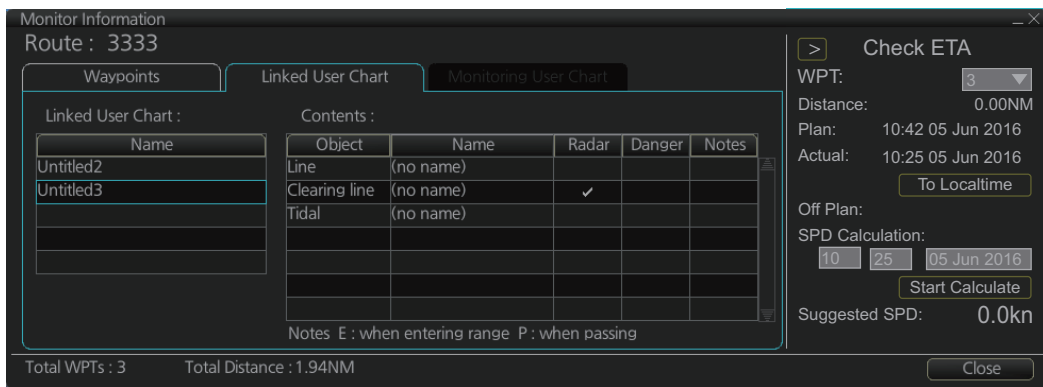 Monitor Information
Route : 3333
Waypoints Linked User Chart Monitoring User Chart
Linked User Chart : Contents :
Name Object Name Radar Danger Notes
Untitled2 Line (no name)
Untitled3 Clearing line (no name) ✓
Tidal (no name)
Notes E : when entering range P : when passing
Total WPTs : 3 Total Distance : 1.94NM
> Check ETA
WPT: 3
Distance: 0.00NM
Plan: 10:42 05 Jun 2016
Actual: 10:25 05 Jun 2016
To Localtime
Off Plan:
SPD Calculation:
10 25 05 Jun 2016
Start Calculate
Suggested SPD: 0.0kn
Close